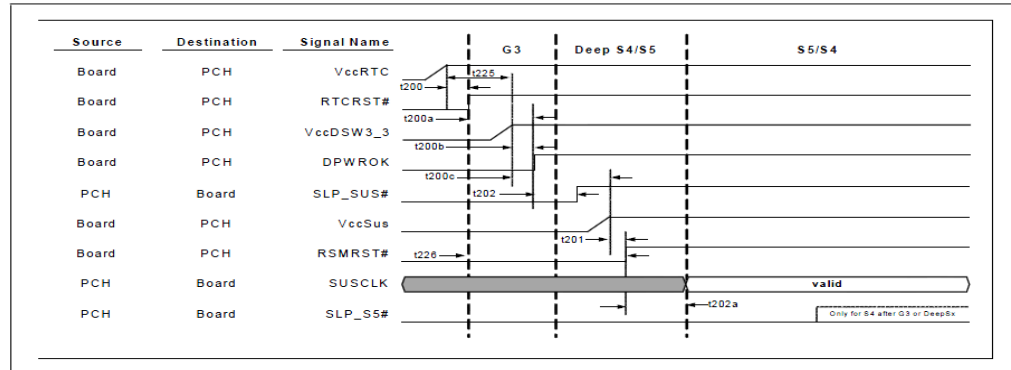 Source Destination Signal Name G3 Deep S4/S5 S5/S4
Board PCH VccRTC t225
t200
Board PCH RTCRST#
t200a
Board PCH VccDSW3_3
t200b
Board PCH DPWROK
t200c
PCH Board SLP_SUS# t202
Board PCH VccSus
t201
Board PCH RSMRST# t226
PCH Board SUSCLK valid
t202a
PCH Board SLP_S5# Only for S4 after G3 or DeepSx